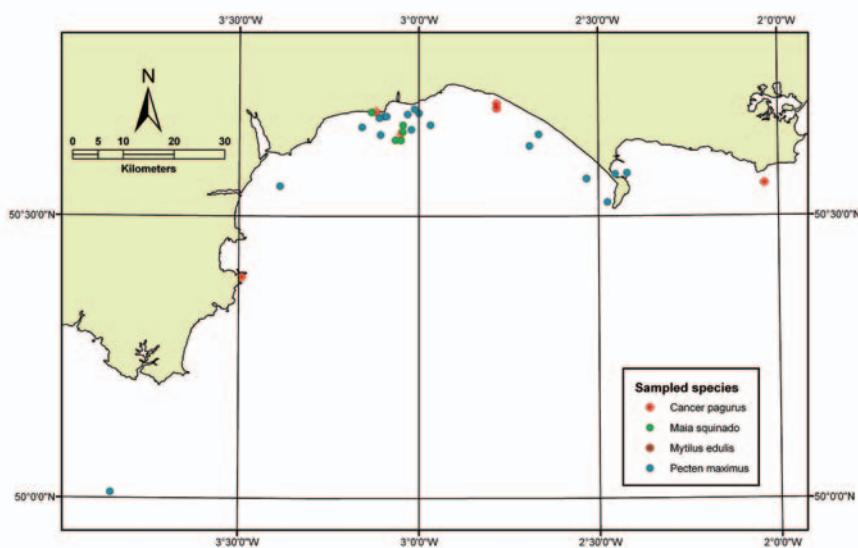 3°30'0"W 3°0'0"W 2°30'0"W 2°0'0"W
N
0 5 10 20 30
Kilometers
50°30'0"N 50°30'0"N
Sampled species
Cancer pagurus
Maia squinado
Mytilus edulis
Pecten maximus
50°0'0"N 50°0'0"N
3°30'0"W 3°0'0"W 2°30'0"W 2°0'0"W